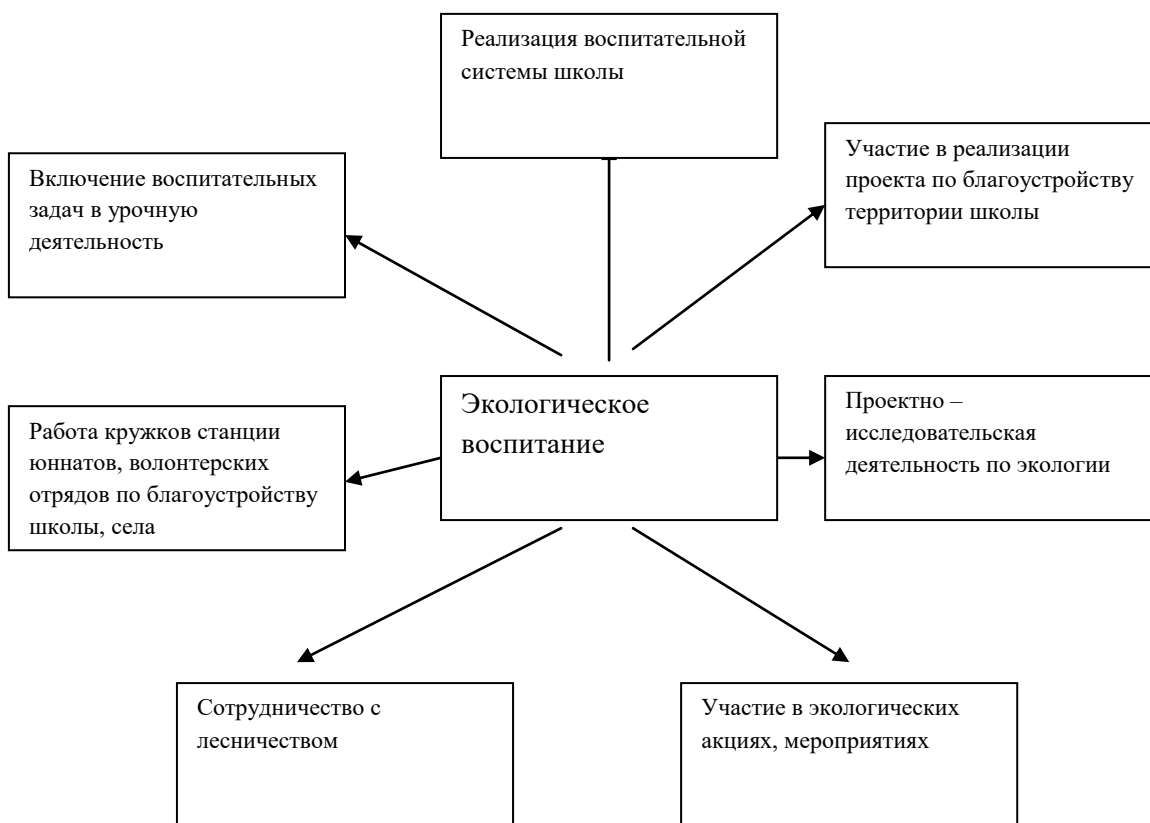 Реализация воспитательной
системы школы
Участие в реализации
проекта по благоустройству
территории школы
Включение воспитательных
задач в урочную
деятельность
Экологическое
воспитание
Проектно –
исследовательская
деятельность по экологии
Работа кружков станции
юннатов, волонтерских
отрядов по благоустройству
школы, села
Сотрудничество с
лесничеством
Участие в экологических
акциях, мероприятиях